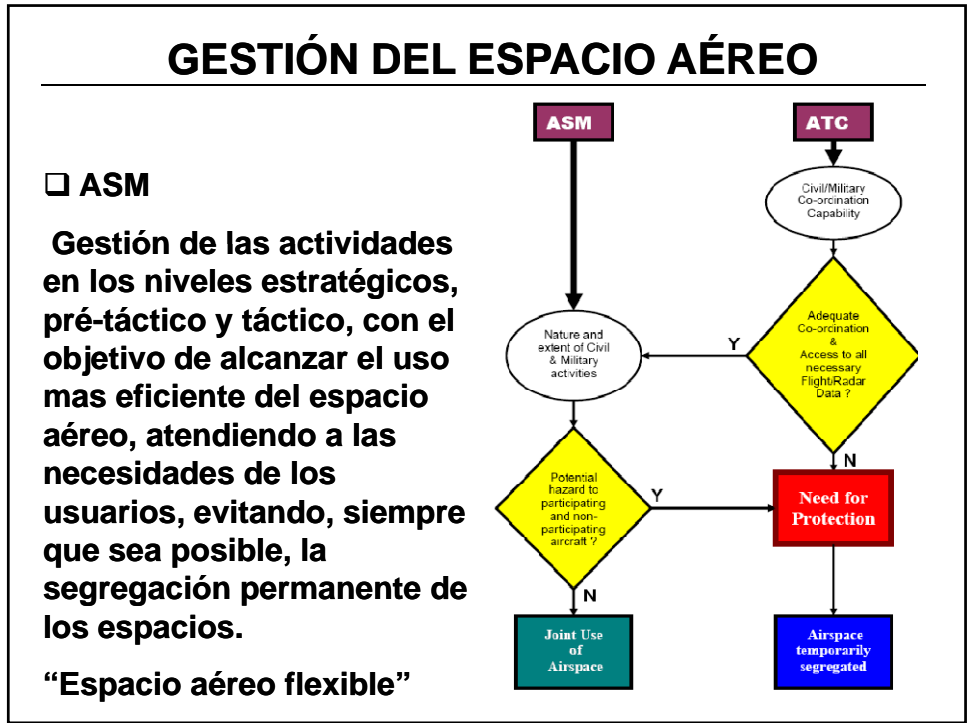 GESTIÓN DEL ESPACIO AÉREO
❑ ASM
Gestión de las actividades
en los niveles estratégicos,
pré-táctico y táctico, con el
objetivo de alcanzar el uso
mas eficiente del espacio
aéreo, atendiendo a las
necesidades de los
usuarios, evitando, siempre
que sea posible, la
segregación permanente de
los espacios.
“Espacio aéreo flexible”
ASM
ATC
Civil/Military
Co-ordination
Capability
Adequate
Co-ordination
&
Access to all
necessary
Flight/Radar
Data ?
Y
N
Nature and
extent of Civil
& Military
activities
Potential
hazard to
participating
and non-
participating
aircraft ?
Y
N
Need for
Protection
Joint Use
of
Airspace
Airspace
temporarily
segregated